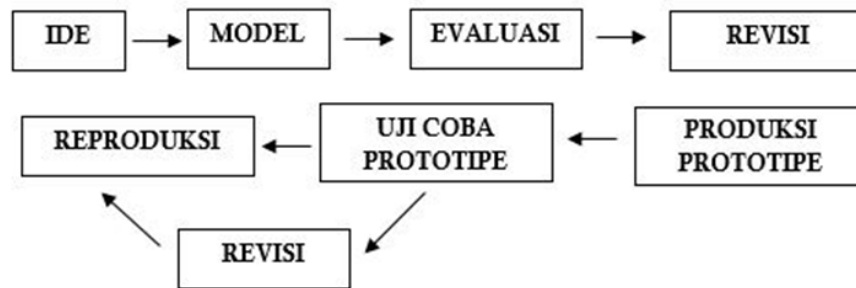 IDE
MODEL
EVALUASI
REVISI
REPRODUKSI
UJI COBA
PROTOTIPE
PRODUKSI
PROTOTIPE
REVISI